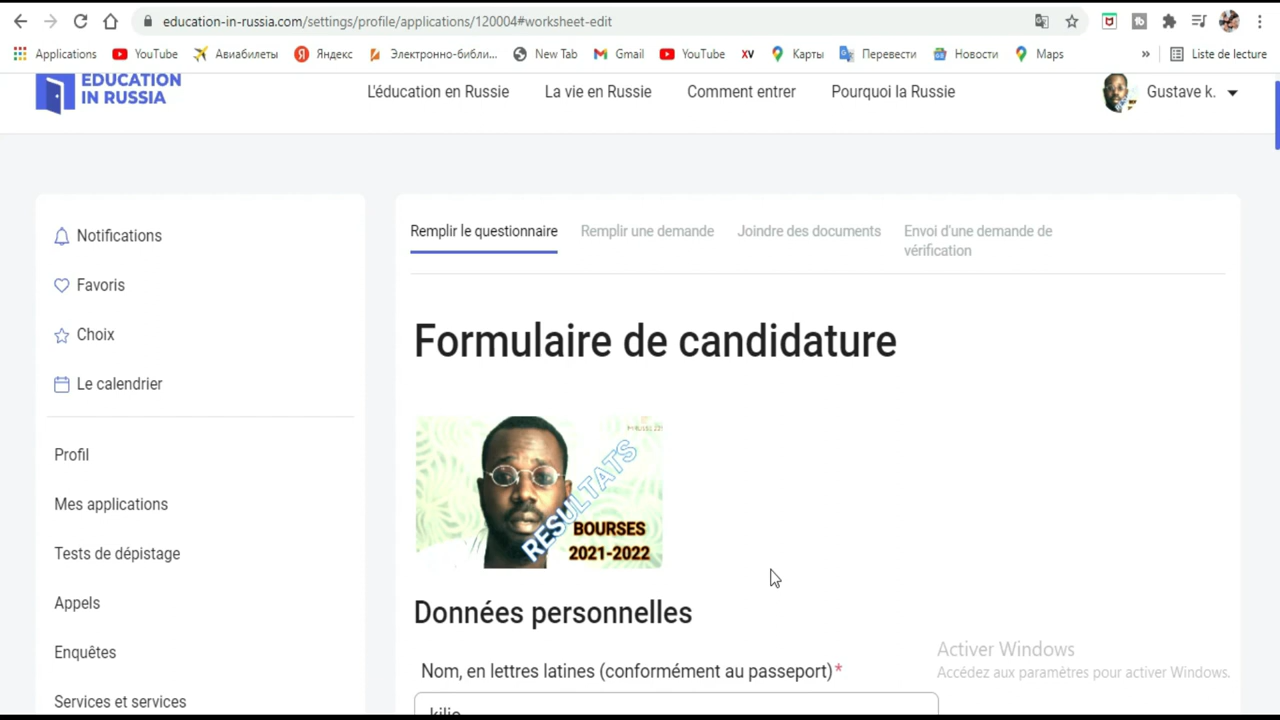 education-in-russia.com/settings/profile/applications/120004#worksheet-edit
Applications YouTube Авиабилеты Яндекс Электронно-библи... New Tab Gmail YouTube XV Карты Перевести Новости Maps » Liste de lecture
EDUCATION
IN RUSSIA
L'éducation en Russie La vie en Russie Comment entrer Pourquoi la Russie Gustave k.
Notifications
Favoris
Choix
Le calendrier
Profil
Mes applications
Tests de dépistage
Appels
Enquêtes
Services et services
Remplir le questionnaire Remplir une demande Joindre des documents Envoi d'une demande de
vérification
Formulaire de candidature
RESULTATS
BOURSES
2021-2022
Données personnelles
Nom, en lettres latines (conformément au passeport)*
Activer Windows
Accédez aux paramètres pour activer Windows.